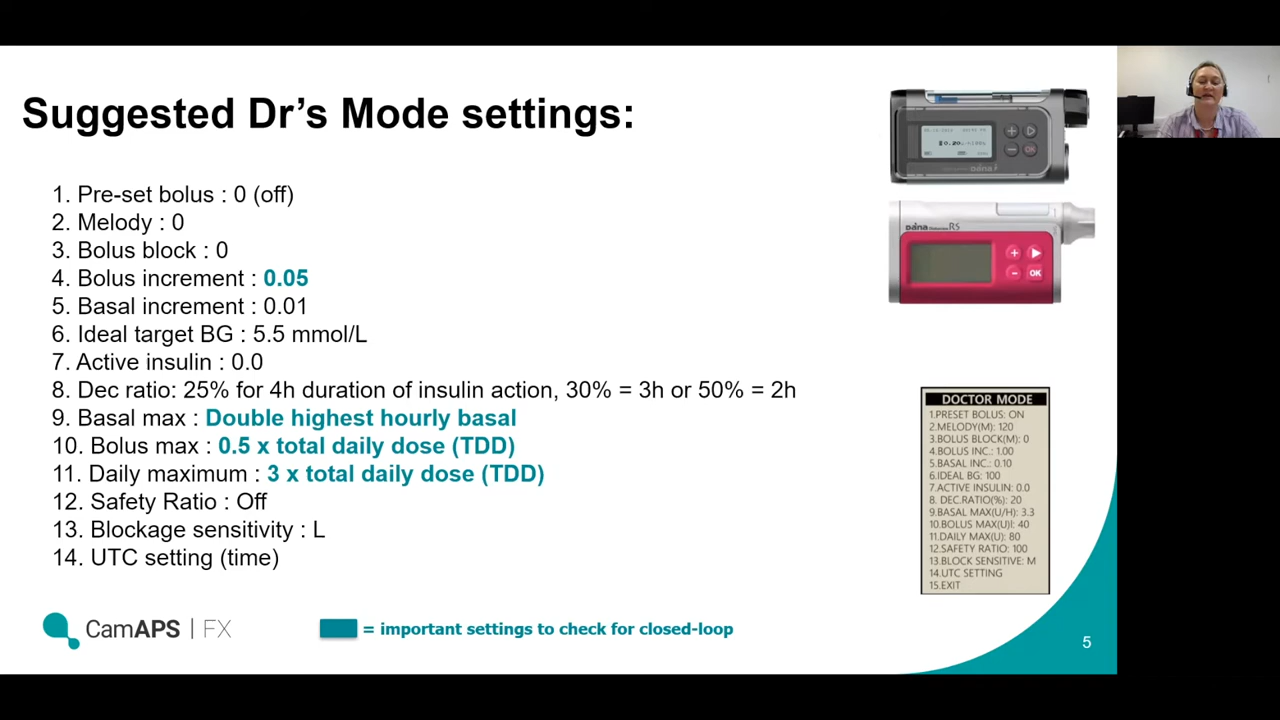 Suggested Dr's Mode settings:
1. Pre-set bolus : 0 (off)
2. Melody : 0
3. Bolus block : 0
4. Bolus increment : 0.05
5. Basal increment : 0.01
6. Ideal target BG : 5.5 mmol/L
7. Active insulin : 0.0
8. Dec ratio: 25% for 4h duration of insulin action, 30% = 3h or 50% = 2h
9. Basal max : Double highest hourly basal
10. Bolus max : 0.5 x total daily dose (TDD)
11. Daily maximum : 3 x total daily dose (TDD)
12. Safety Ratio : Off
13. Blockage sensitivity : L
14. UTC setting (time)
OK
DANA RS
OK
DOCTOR MODE
1.PRESET BOLUS: ON
2.MELODY(M): 120
3.BOLUS BLOCK(M): 0
4.BOLUS INC.: 1.00
5.BASAL INC.: 0.10
6.IDEAL BG: 100
7.ACTIVE INSULIN: 0.0
8. DEC.RATIO(%): 20
9.BASAL MAX(U/H): 3.3
10.BOLUS MAX(U): 40
11.DAILY MAX(U): 80
12.SAFETY RATIO: 100
13.BLOCK SENSITIVE: M
14.UTC SETTING
15.EXIT
CamAPS | FX
= important settings to check for closed-loop
5